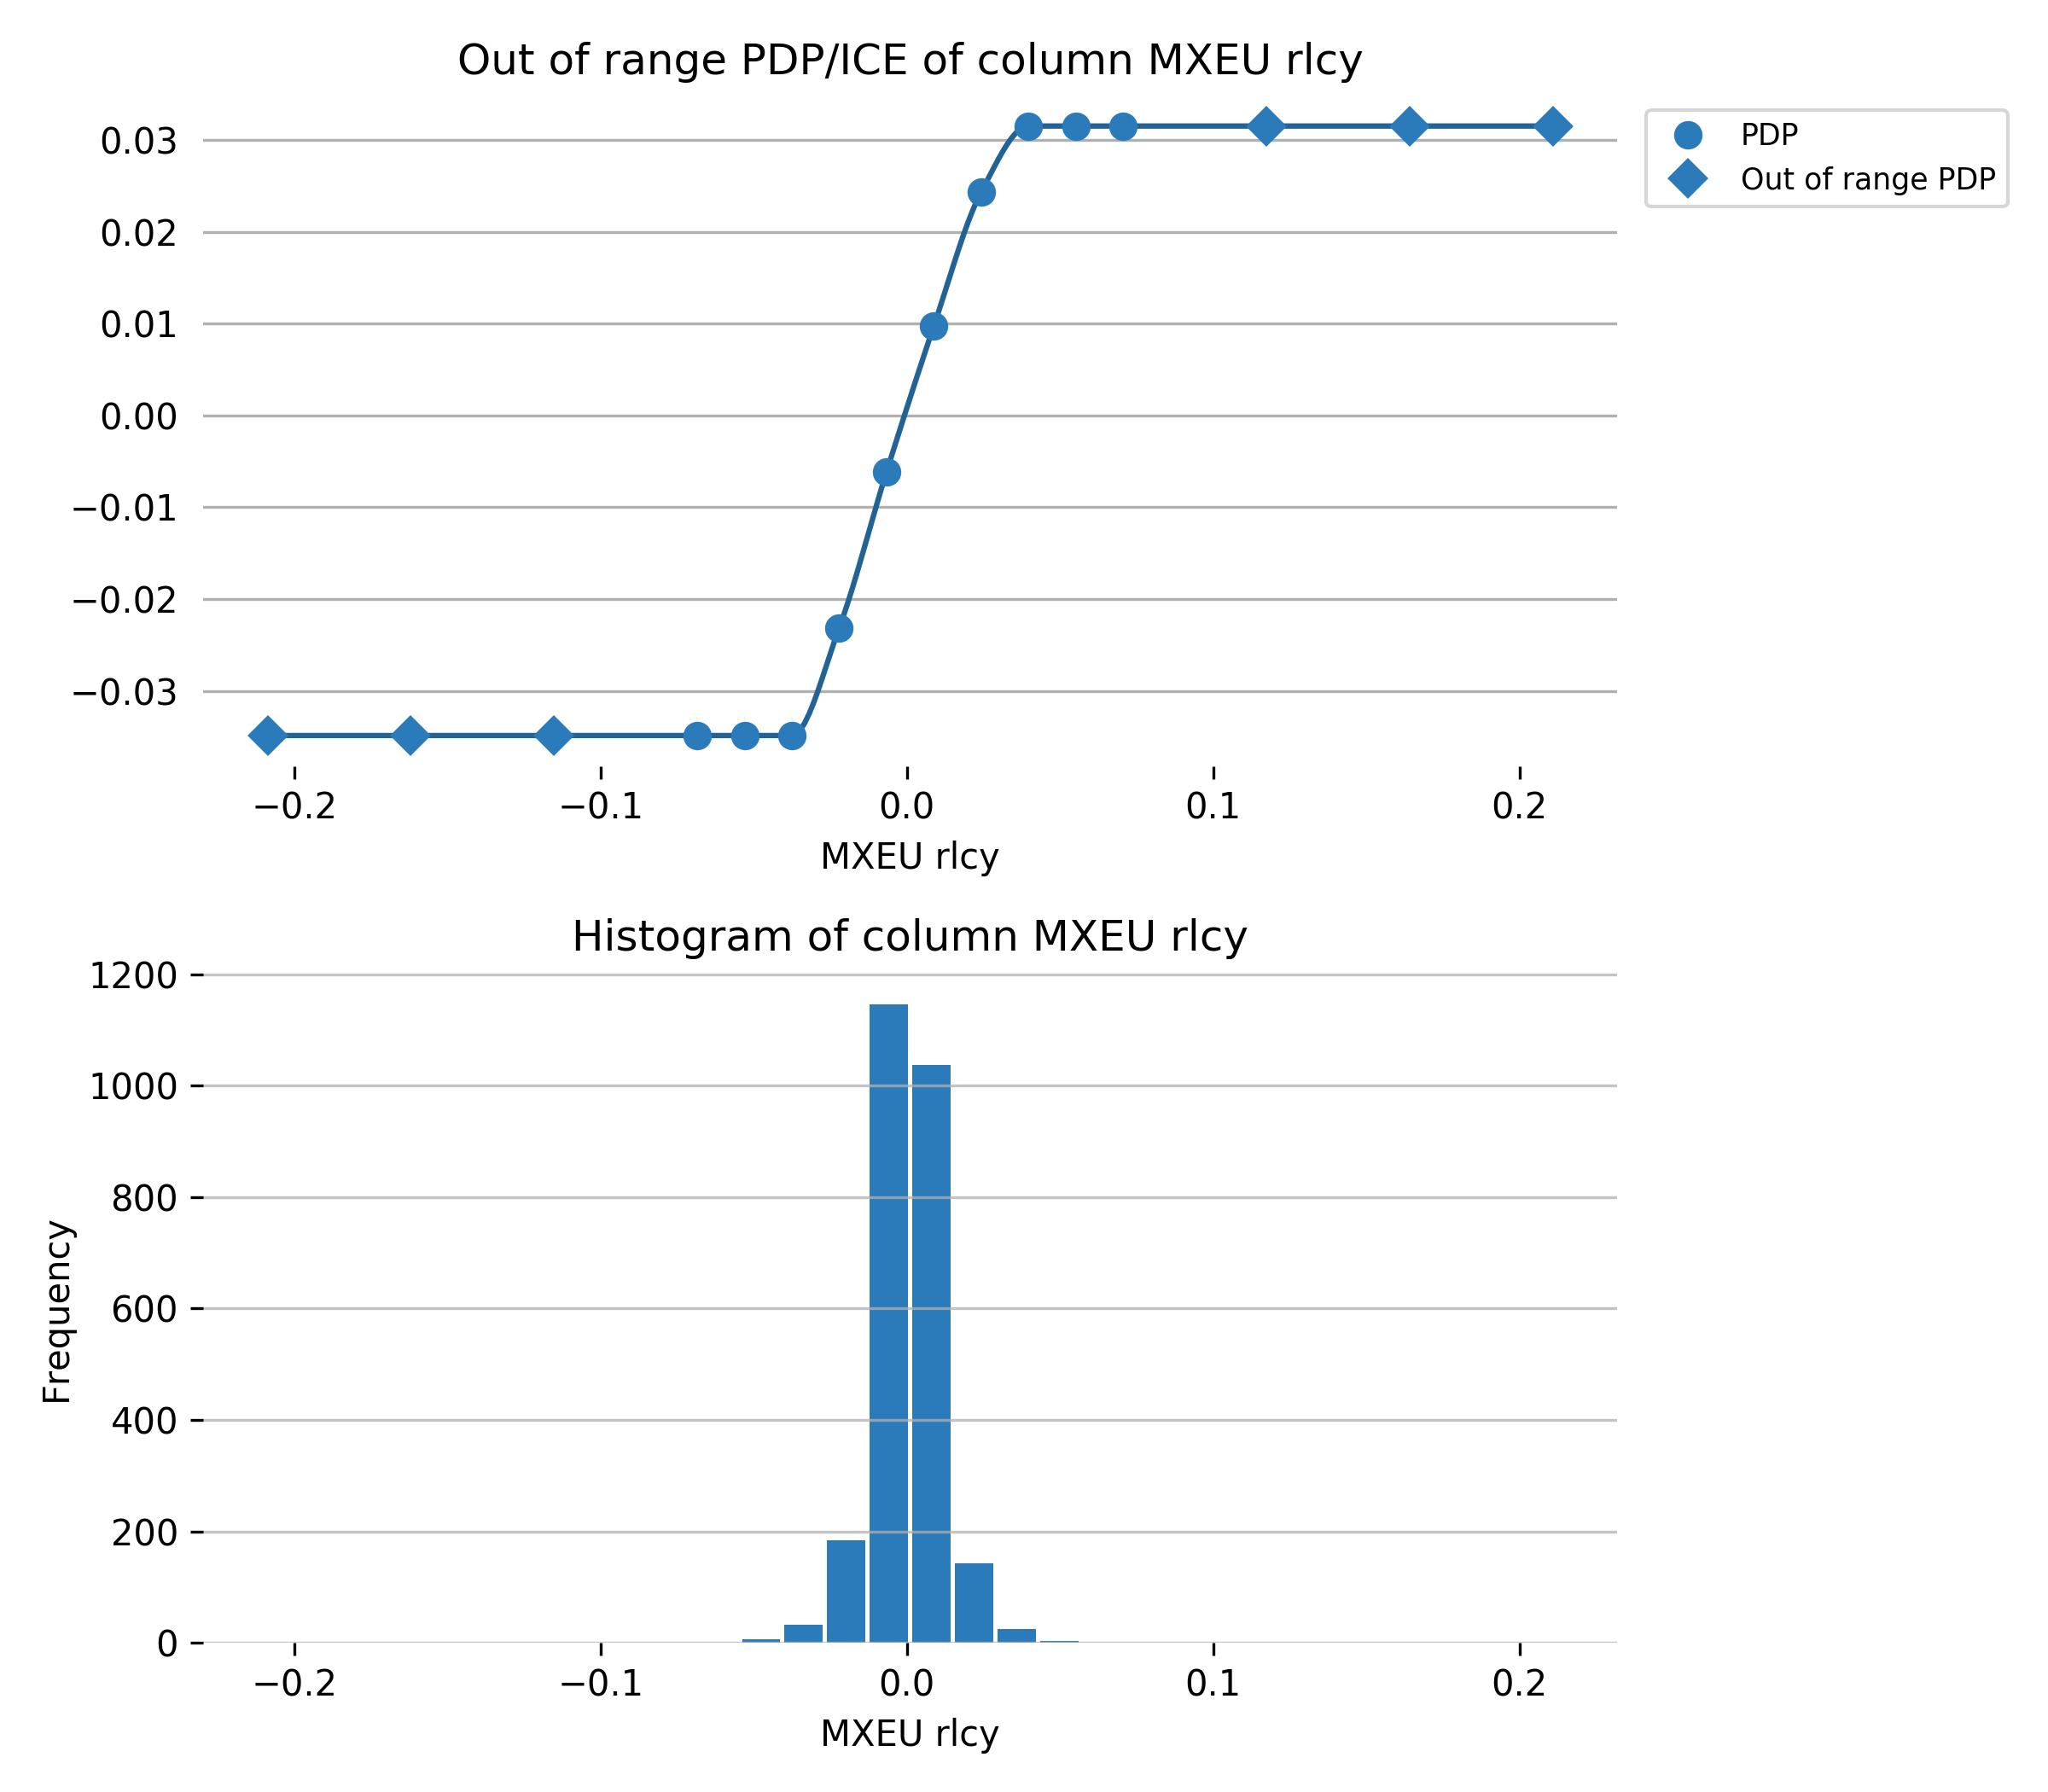 Out of range PDP/ICE of column MXEU rlcy
PDP
Out of range PDP
0.03
0.02
0.01
0.00
−0.01
−0.02
−0.03
−0.2 −0.1 0.0 0.1 0.2
MXEU rlcy
Histogram of column MXEU rlcy
1200
1000
800
600
400
200
0
Frequency
−0.2 −0.1 0.0 0.1 0.2
MXEU rlcy